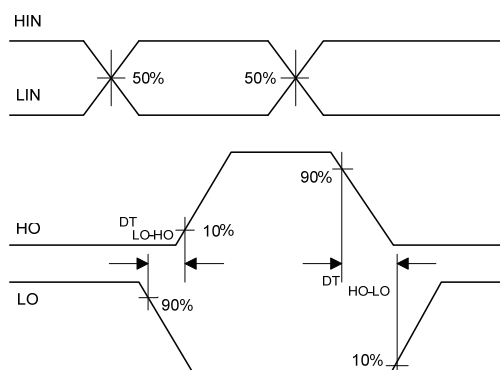 HIN
50% 50%
LIN
90%
DT LO-HO
HO 10%
DT HO-LO
LO 90%
10%